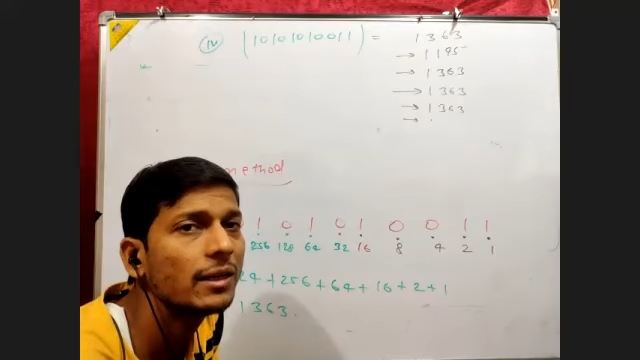 iv (10101010011) = 1363
→ 1195
→ 1363
→ 1363
→ 1363
→
method
1 0 1 0 1 0 0 1 1
256 128 64 32 16 8 4 2 1
24 + 256 + 64 + 16 + 2 + 1
1363.